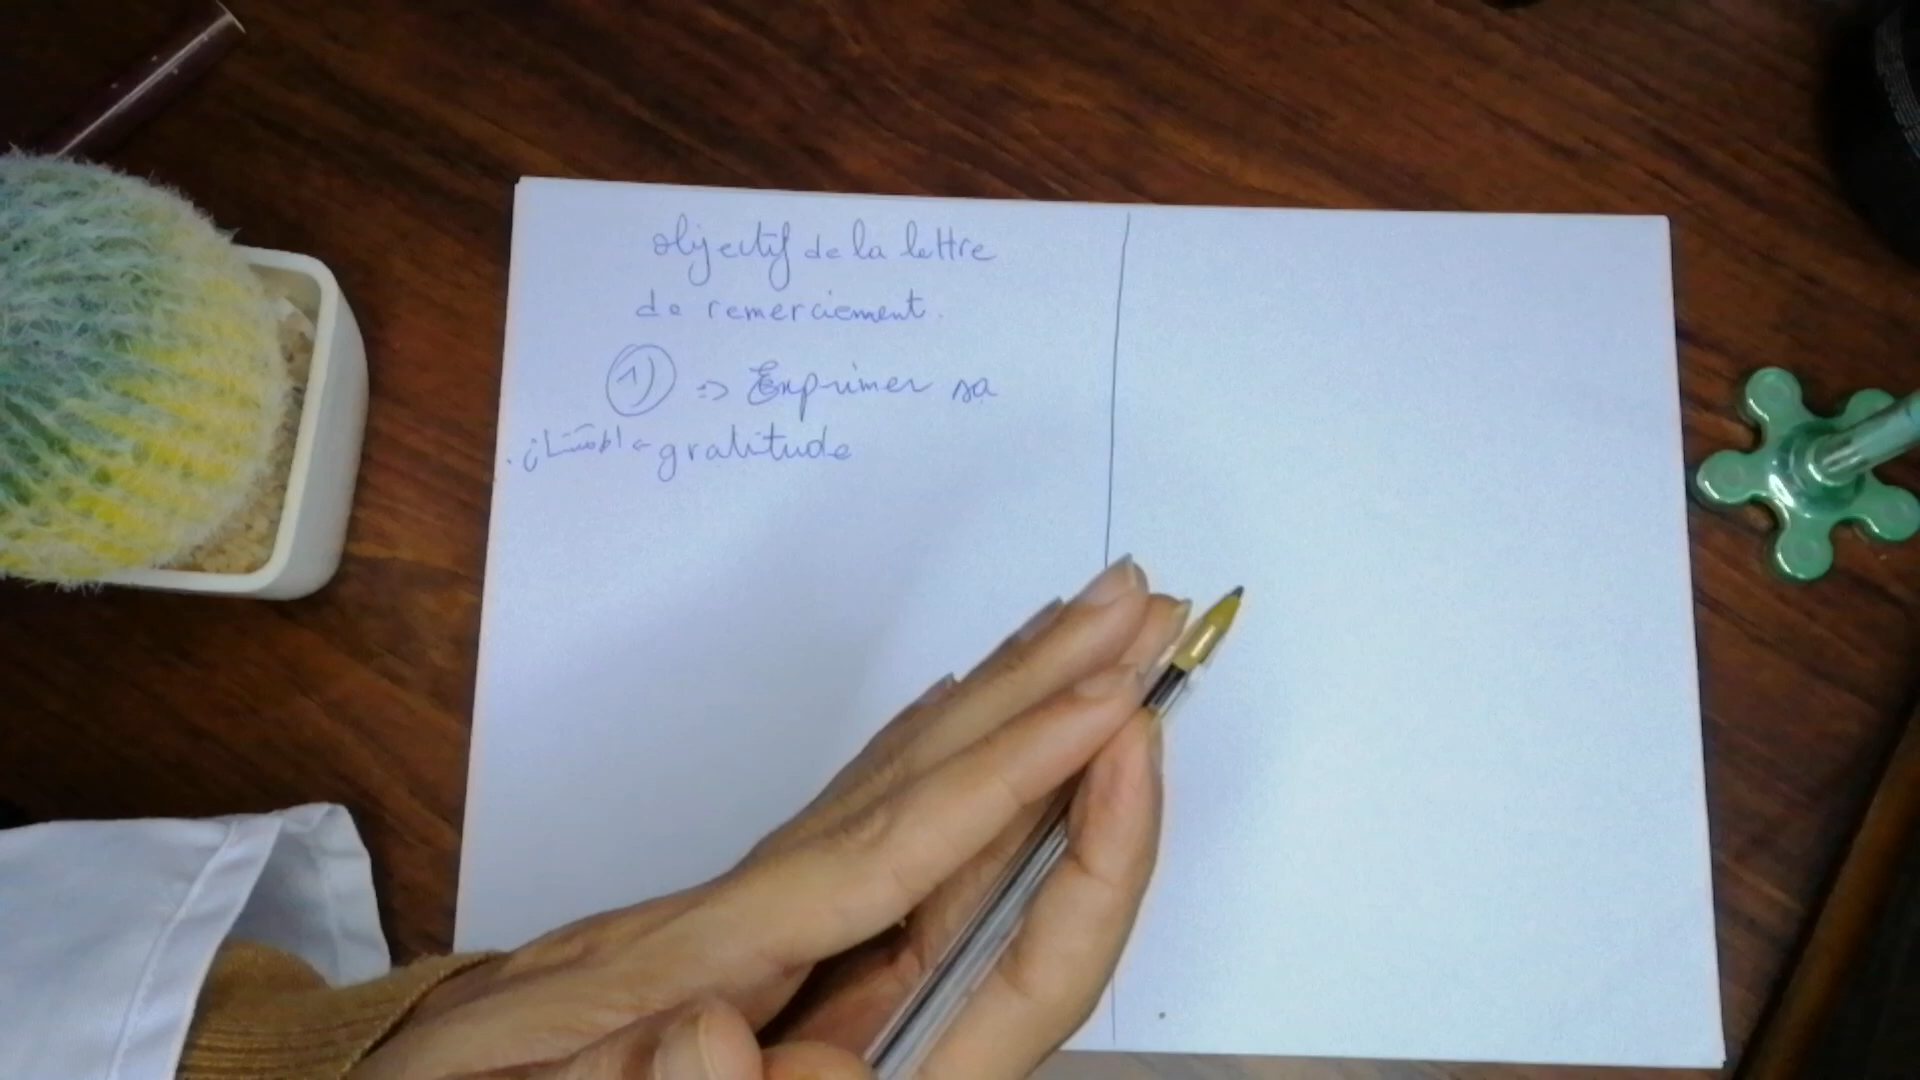 objectif de la lettre
de remerciement.
1) => Exprimer sa
gratitude